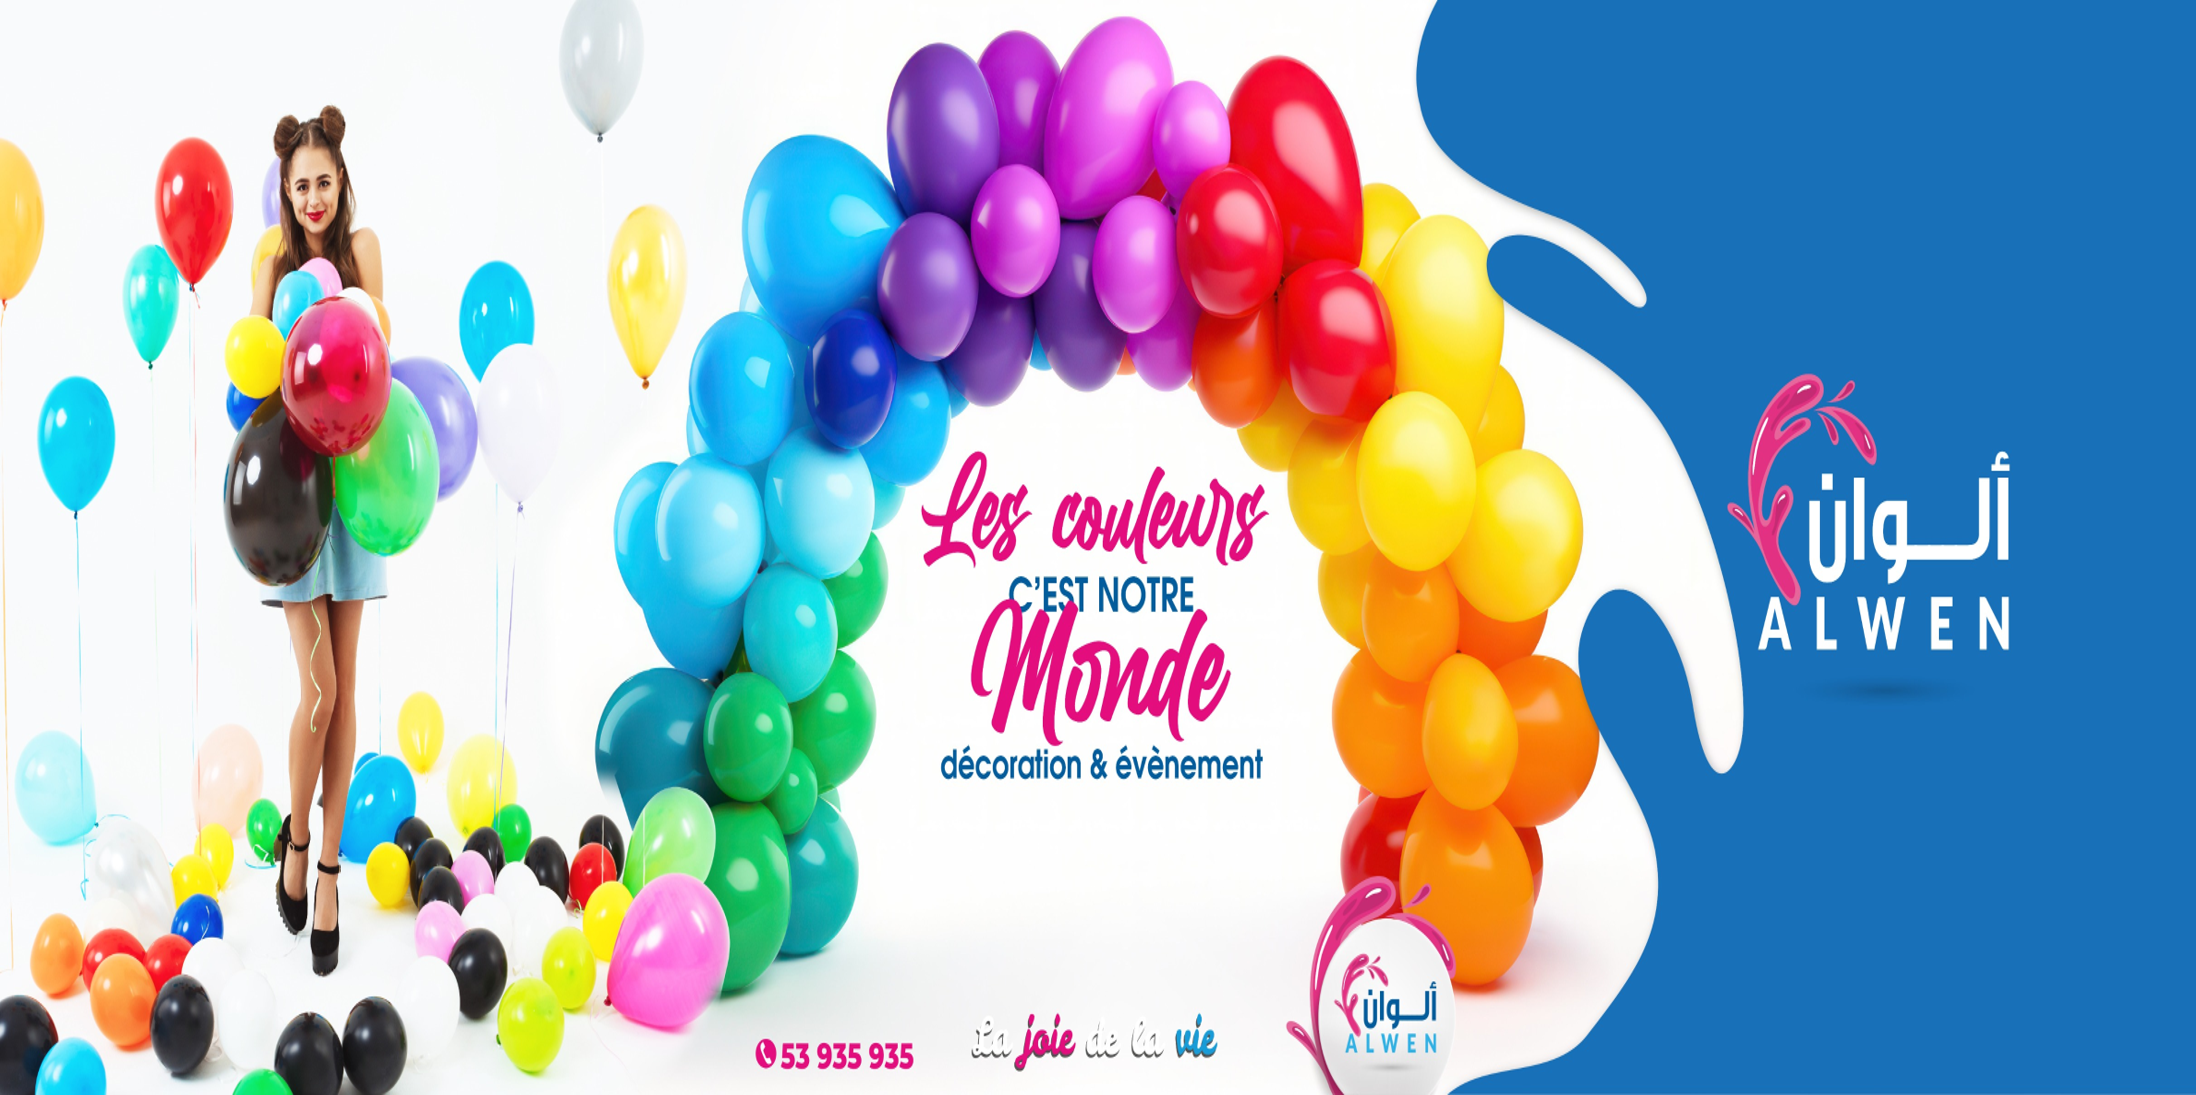 Les couleurs
C'EST NOTRE
Monde
décoration & évènement
53 935 935
La joie de la vie
ألــوان
ALWEN
ألــوان
ALWEN